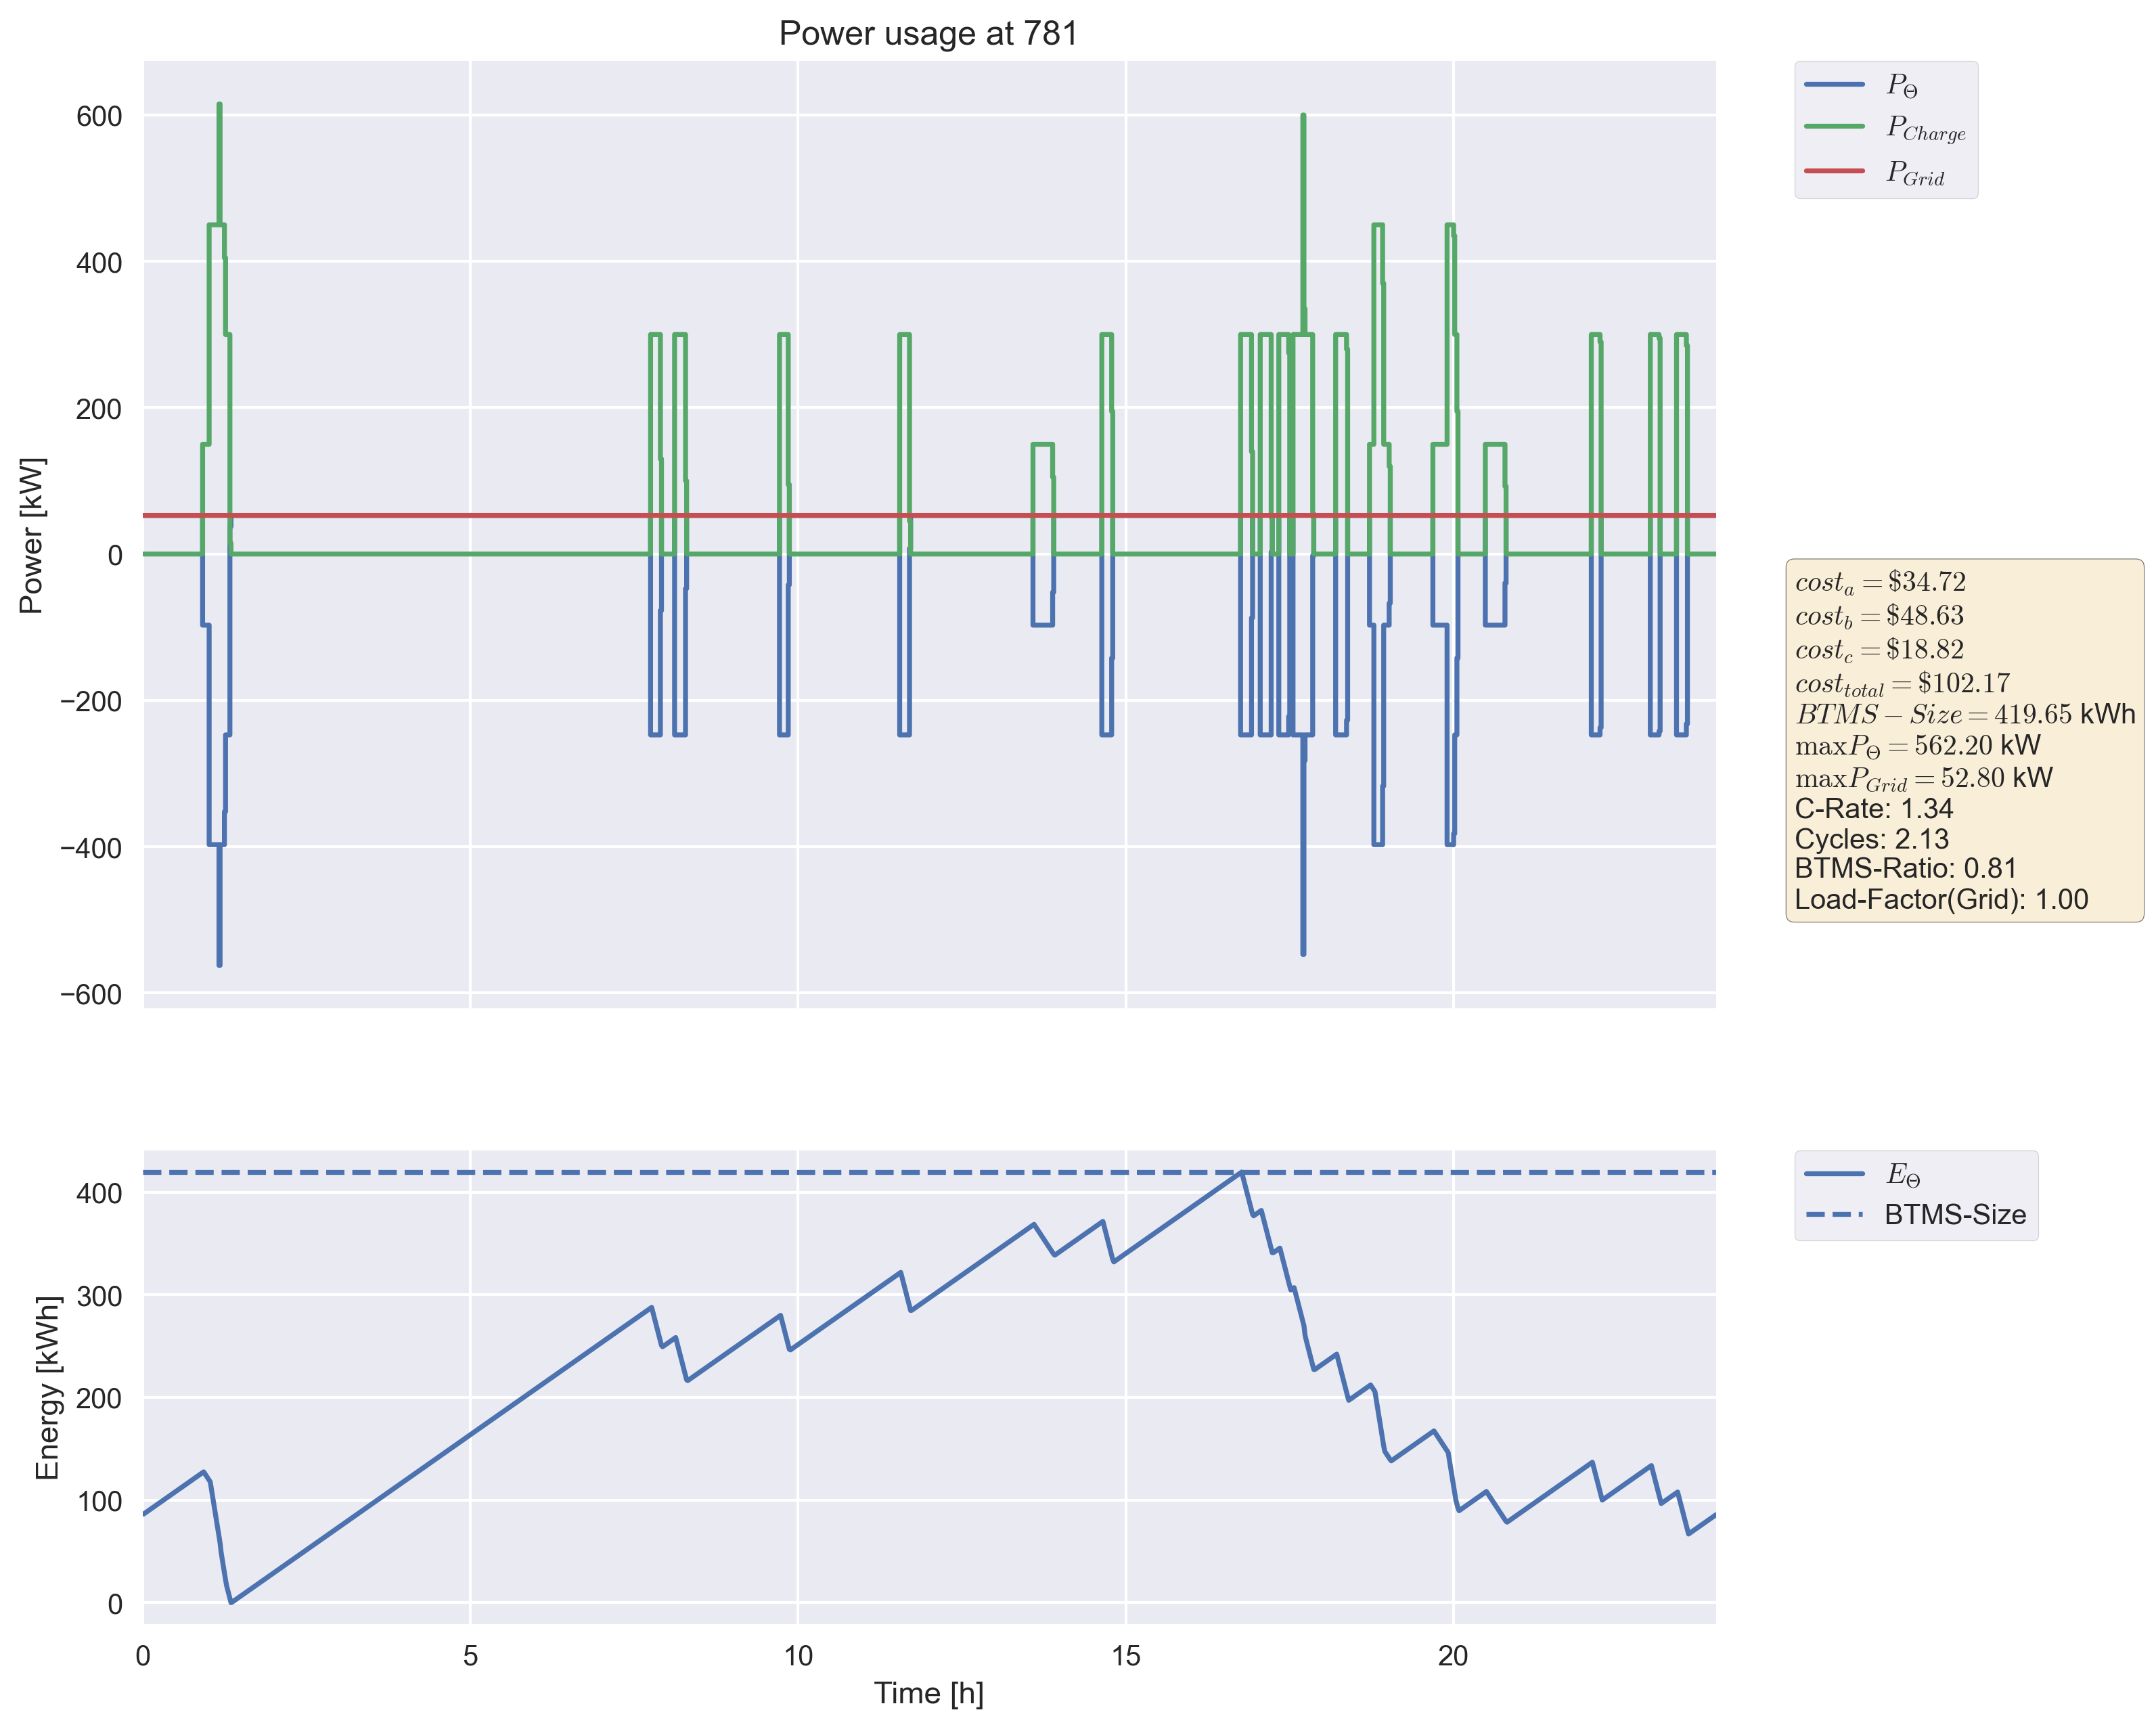 Power usage at 781
Power [kW]
600
400
200
0
−200
−400
−600
P_Θ
P_Charge
P_Grid
cost_a = $34.72
cost_b = $48.63
cost_c = $18.82
cost_total = $102.17
BTMS − Size = 419.65 kWh
max P_Θ = 562.20 kW
max P_Grid = 52.80 kW
C-Rate: 1.34
Cycles: 2.13
BTMS-Ratio: 0.81
Load-Factor(Grid): 1.00
Energy [kWh]
400
300
200
100
0
E_Θ
BTMS-Size
0 5 10 15 20
Time [h]